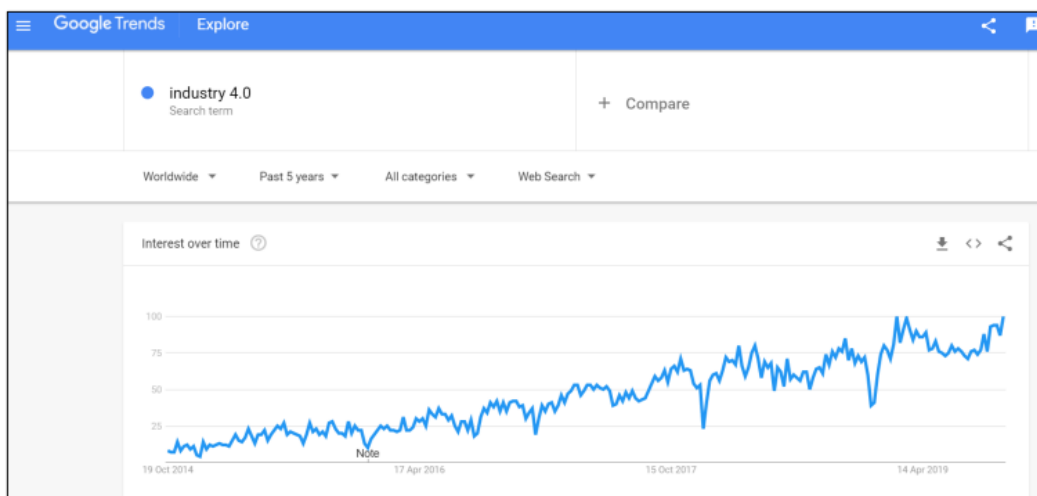 Google Trends Explore
industry 4.0
Search term
+ Compare
Worldwide Past 5 years All categories Web Search
Interest over time
100
75
50
25
Note
19 Oct 2014 17 Apr 2016 15 Oct 2017 14 Apr 2019